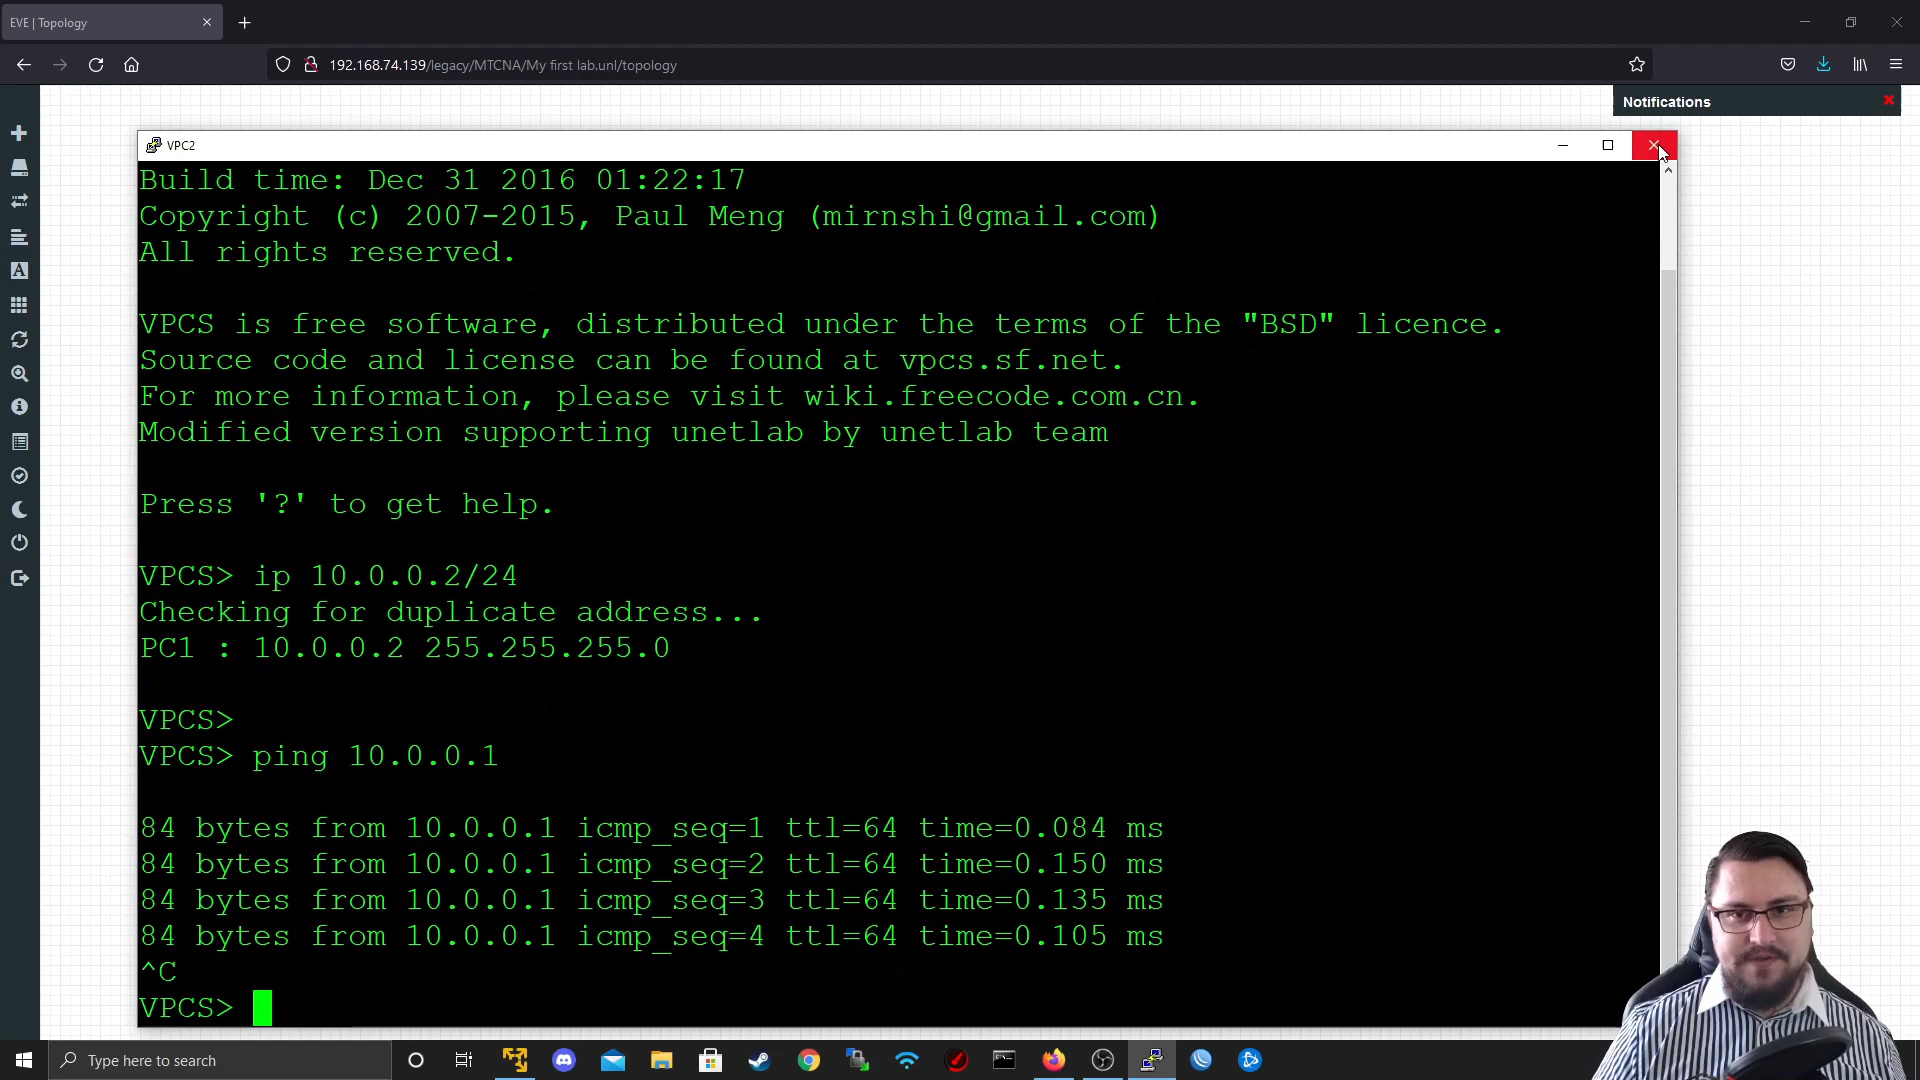 EVE | Topology
192.168.74.139/legacy/MTCNA/My first lab.unl/topology
Notifications
VPC2
Build time: Dec 31 2016 01:22:17
Copyright (c) 2007-2015, Paul Meng (mirnshi@gmail.com)
All rights reserved.
VPCS is free software, distributed under the terms of the "BSD" licence.
Source code and license can be found at vpcs.sf.net.
For more information, please visit wiki.freecode.com.cn.
Modified version supporting unetlab by unetlab team
Press '?' to get help.
VPCS> ip 10.0.0.2/24
Checking for duplicate address...
PC1 : 10.0.0.2 255.255.255.0
VPCS>
VPCS> ping 10.0.0.1
84 bytes from 10.0.0.1 icmp_seq=1 ttl=64 time=0.084 ms
84 bytes from 10.0.0.1 icmp_seq=2 ttl=64 time=0.150 ms
84 bytes from 10.0.0.1 icmp_seq=3 ttl=64 time=0.135 ms
84 bytes from 10.0.0.1 icmp_seq=4 ttl=64 time=0.105 ms
^C
VPCS>
Type here to search